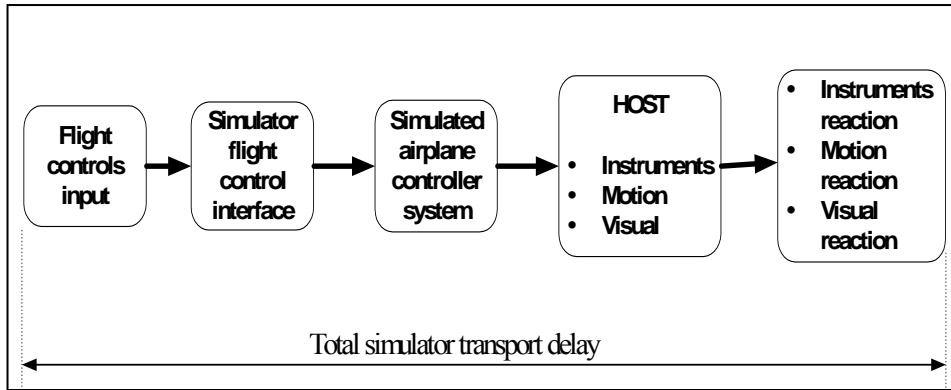 Flight
controls
input
Simulator
flight
control
interface
Simulated
airplane
controller
system
HOST
• Instruments
• Motion
• Visual
• Instruments
reaction
• Motion
reaction
• Visual
reaction
Total simulator transport delay